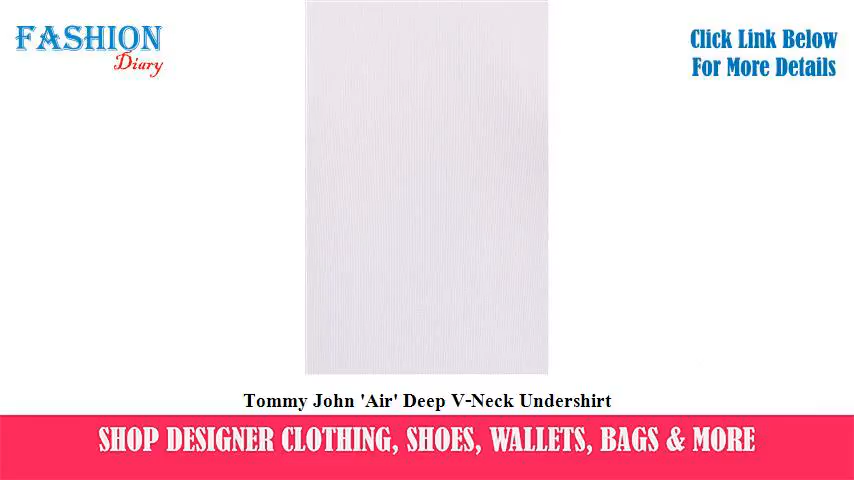 FASHION
Diary
Click Link Below
For More Details
Tommy John 'Air' Deep V-Neck Undershirt
SHOP DESIGNER CLOTHING, SHOES, WALLETS, BAGS & MORE